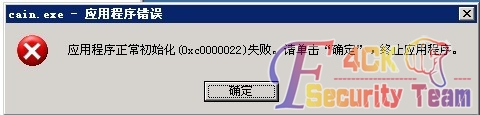 cain.exe - 应用程序错误
应用程序正常初始化(0xc0000022)失败。请单击“确定”，终止应用程序。
确定
F4CK
Security Team